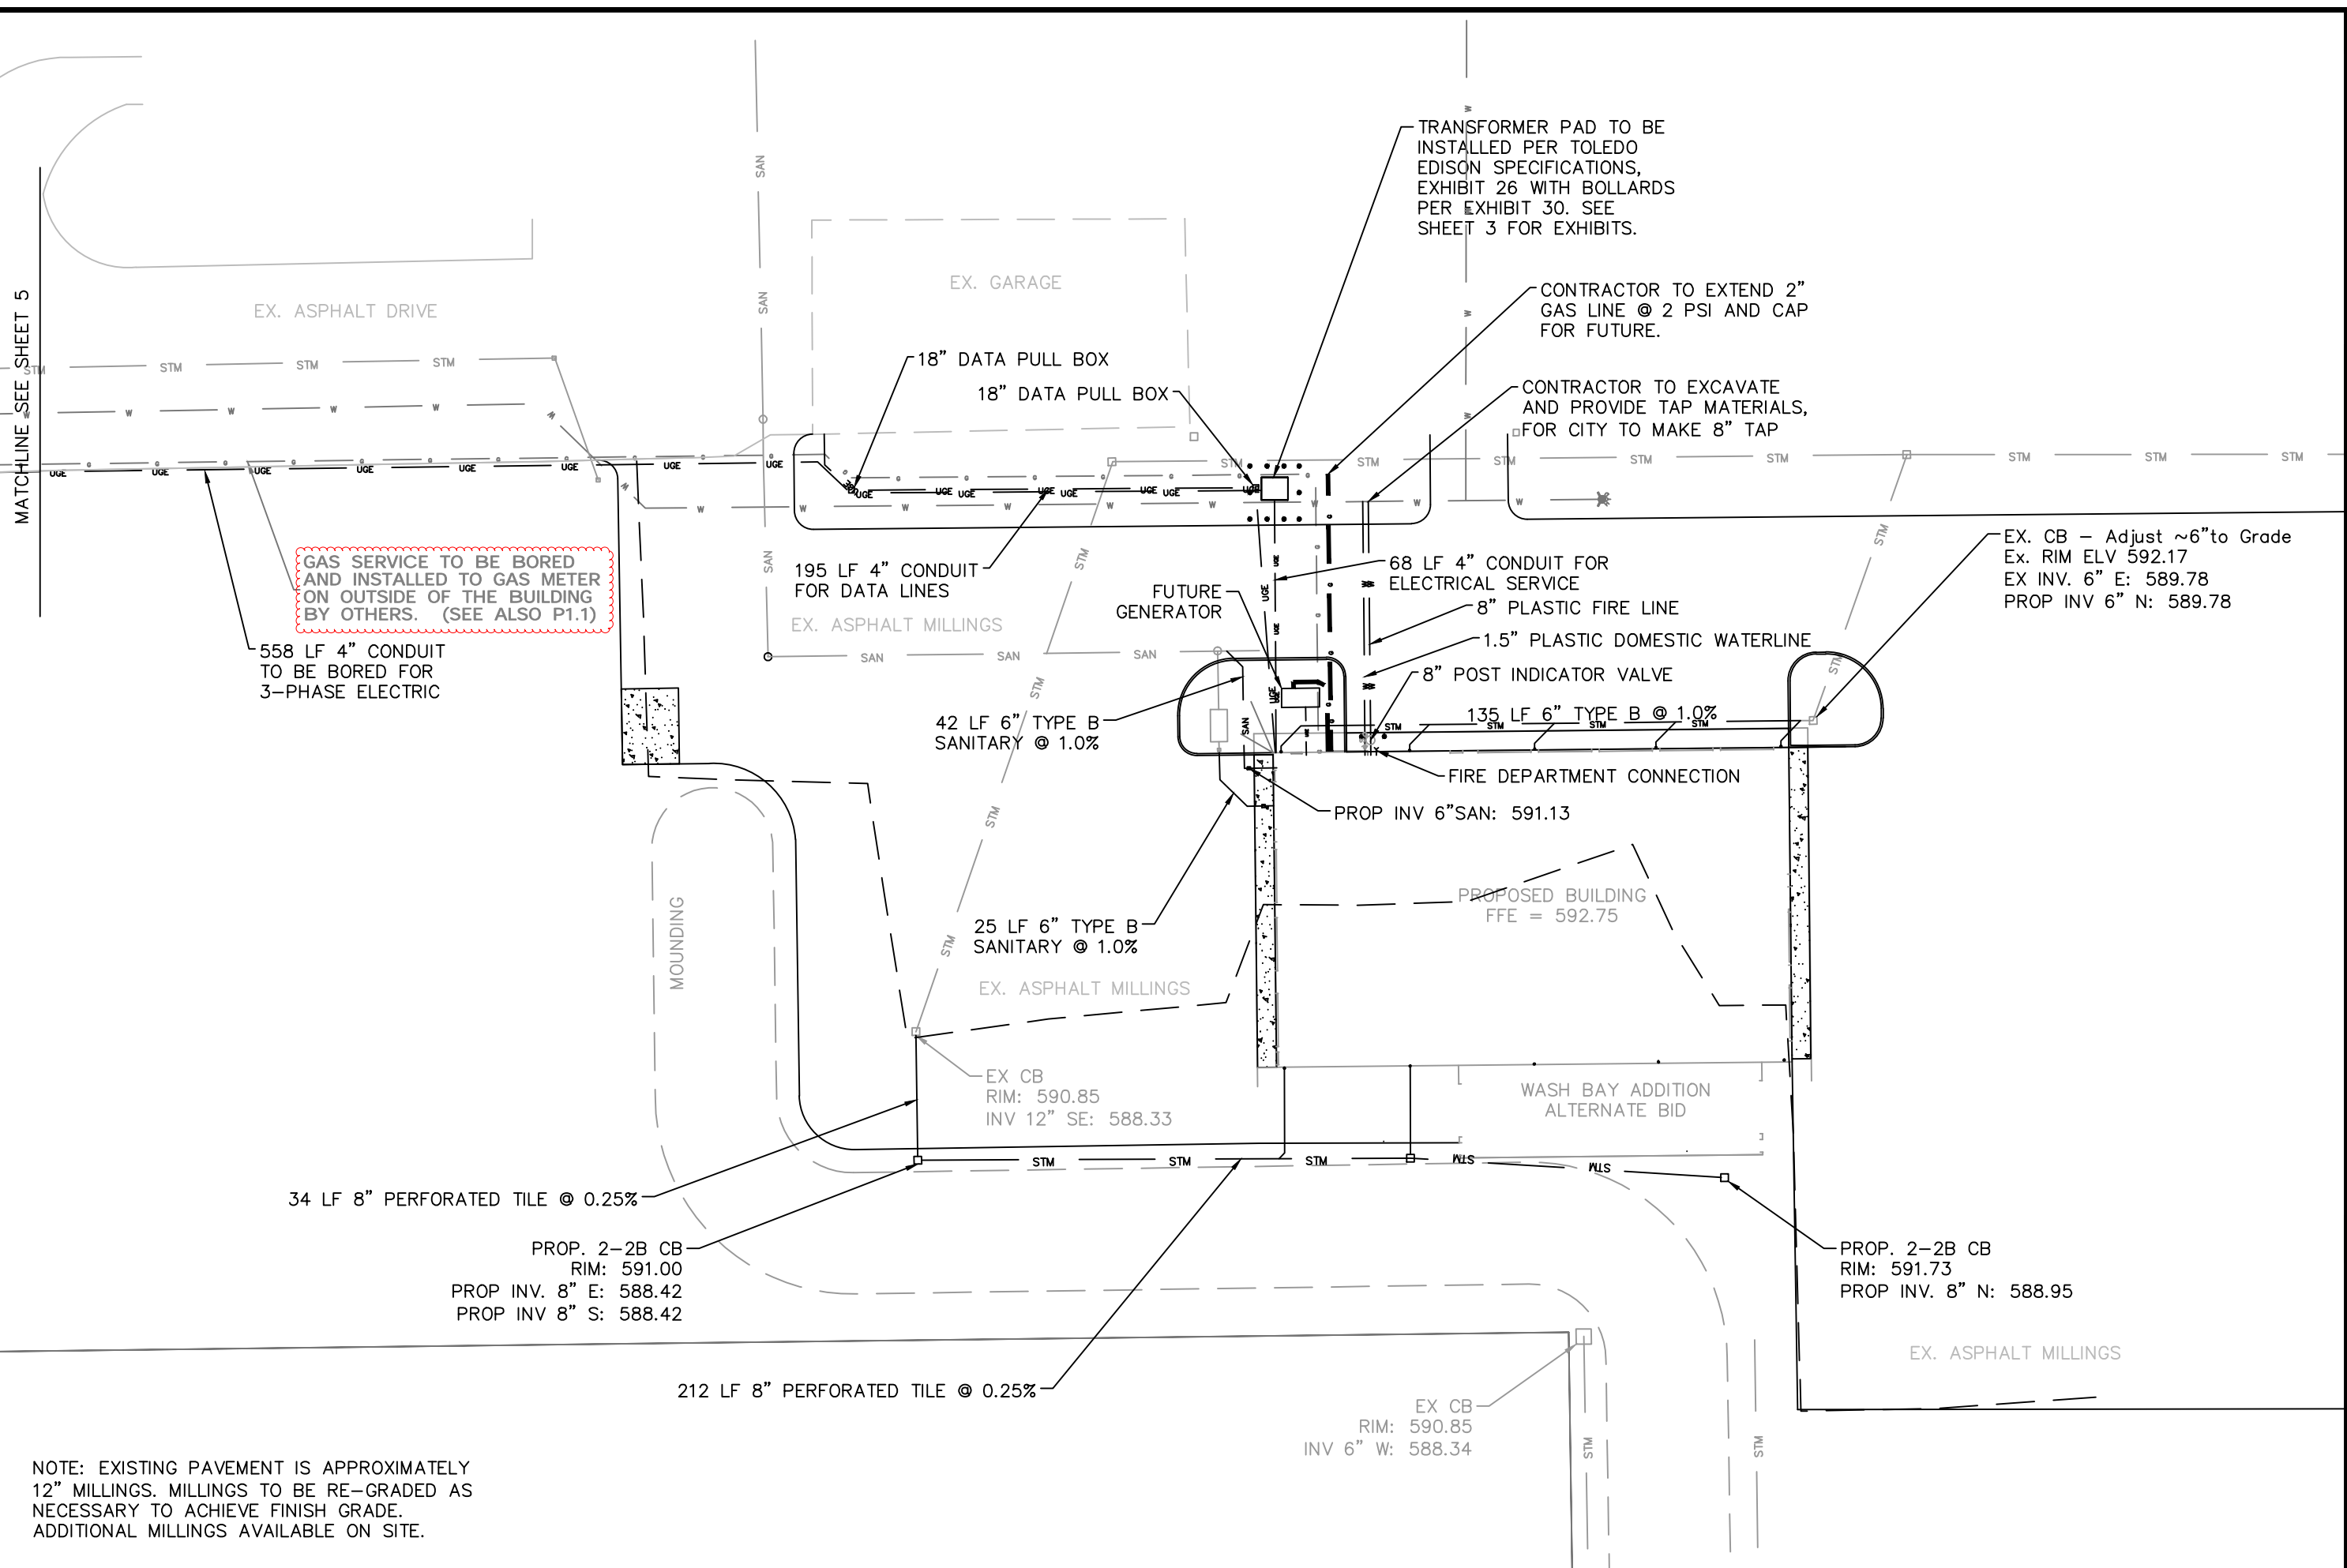 TRANSFORMER PAD TO BE
INSTALLED PER TOLEDO
EDISON SPECIFICATIONS,
EXHIBIT 26 WITH BOLLARDS
PER EXHIBIT 30. SEE
SHEET 3 FOR EXHIBITS.
MATCHLINE SEE SHEET 5
EX. ASPHALT DRIVE
EX. GARAGE
CONTRACTOR TO EXTEND 2"
GAS LINE @ 2 PSI AND CAP
FOR FUTURE.
18" DATA PULL BOX
18" DATA PULL BOX
CONTRACTOR TO EXCAVATE
AND PROVIDE TAP MATERIALS,
FOR CITY TO MAKE 8" TAP
GAS SERVICE TO BE BORED
AND INSTALLED TO GAS METER
ON OUTSIDE OF THE BUILDING
BY OTHERS. (SEE ALSO P1.1)
558 LF 4" CONDUIT
TO BE BORED FOR
3-PHASE ELECTRIC
195 LF 4" CONDUIT
FOR DATA LINES
EX. ASPHALT MILLINGS
FUTURE
GENERATOR
68 LF 4" CONDUIT FOR
ELECTRICAL SERVICE
8" PLASTIC FIRE LINE
1.5" PLASTIC DOMESTIC WATERLINE
8" POST INDICATOR VALVE
EX. CB - Adjust ~6"to Grade
Ex. RIM ELV 592.17
EX INV. 6" E: 589.78
PROP INV 6" N: 589.78
42 LF 6" TYPE B
SANITARY @ 1.0%
135 LF 6" TYPE B @ 1.0%
FIRE DEPARTMENT CONNECTION
PROP INV 6"SAN: 591.13
MOUNDING
25 LF 6" TYPE B
SANITARY @ 1.0%
PROPOSED BUILDING
FFE = 592.75
EX. ASPHALT MILLINGS
EX CB
RIM: 590.85
INV 12" SE: 588.33
WASH BAY ADDITION
ALTERNATE BID
34 LF 8" PERFORATED TILE @ 0.25%
PROP. 2-2B CB
RIM: 591.00
PROP INV. 8" E: 588.42
PROP INV 8" S: 588.42
PROP. 2-2B CB
RIM: 591.73
PROP INV. 8" N: 588.95
EX. ASPHALT MILLINGS
212 LF 8" PERFORATED TILE @ 0.25%
EX CB
RIM: 590.85
INV 6" W: 588.34
NOTE: EXISTING PAVEMENT IS APPROXIMATELY
12" MILLINGS. MILLINGS TO BE RE-GRADED AS
NECESSARY TO ACHIEVE FINISH GRADE.
ADDITIONAL MILLINGS AVAILABLE ON SITE.